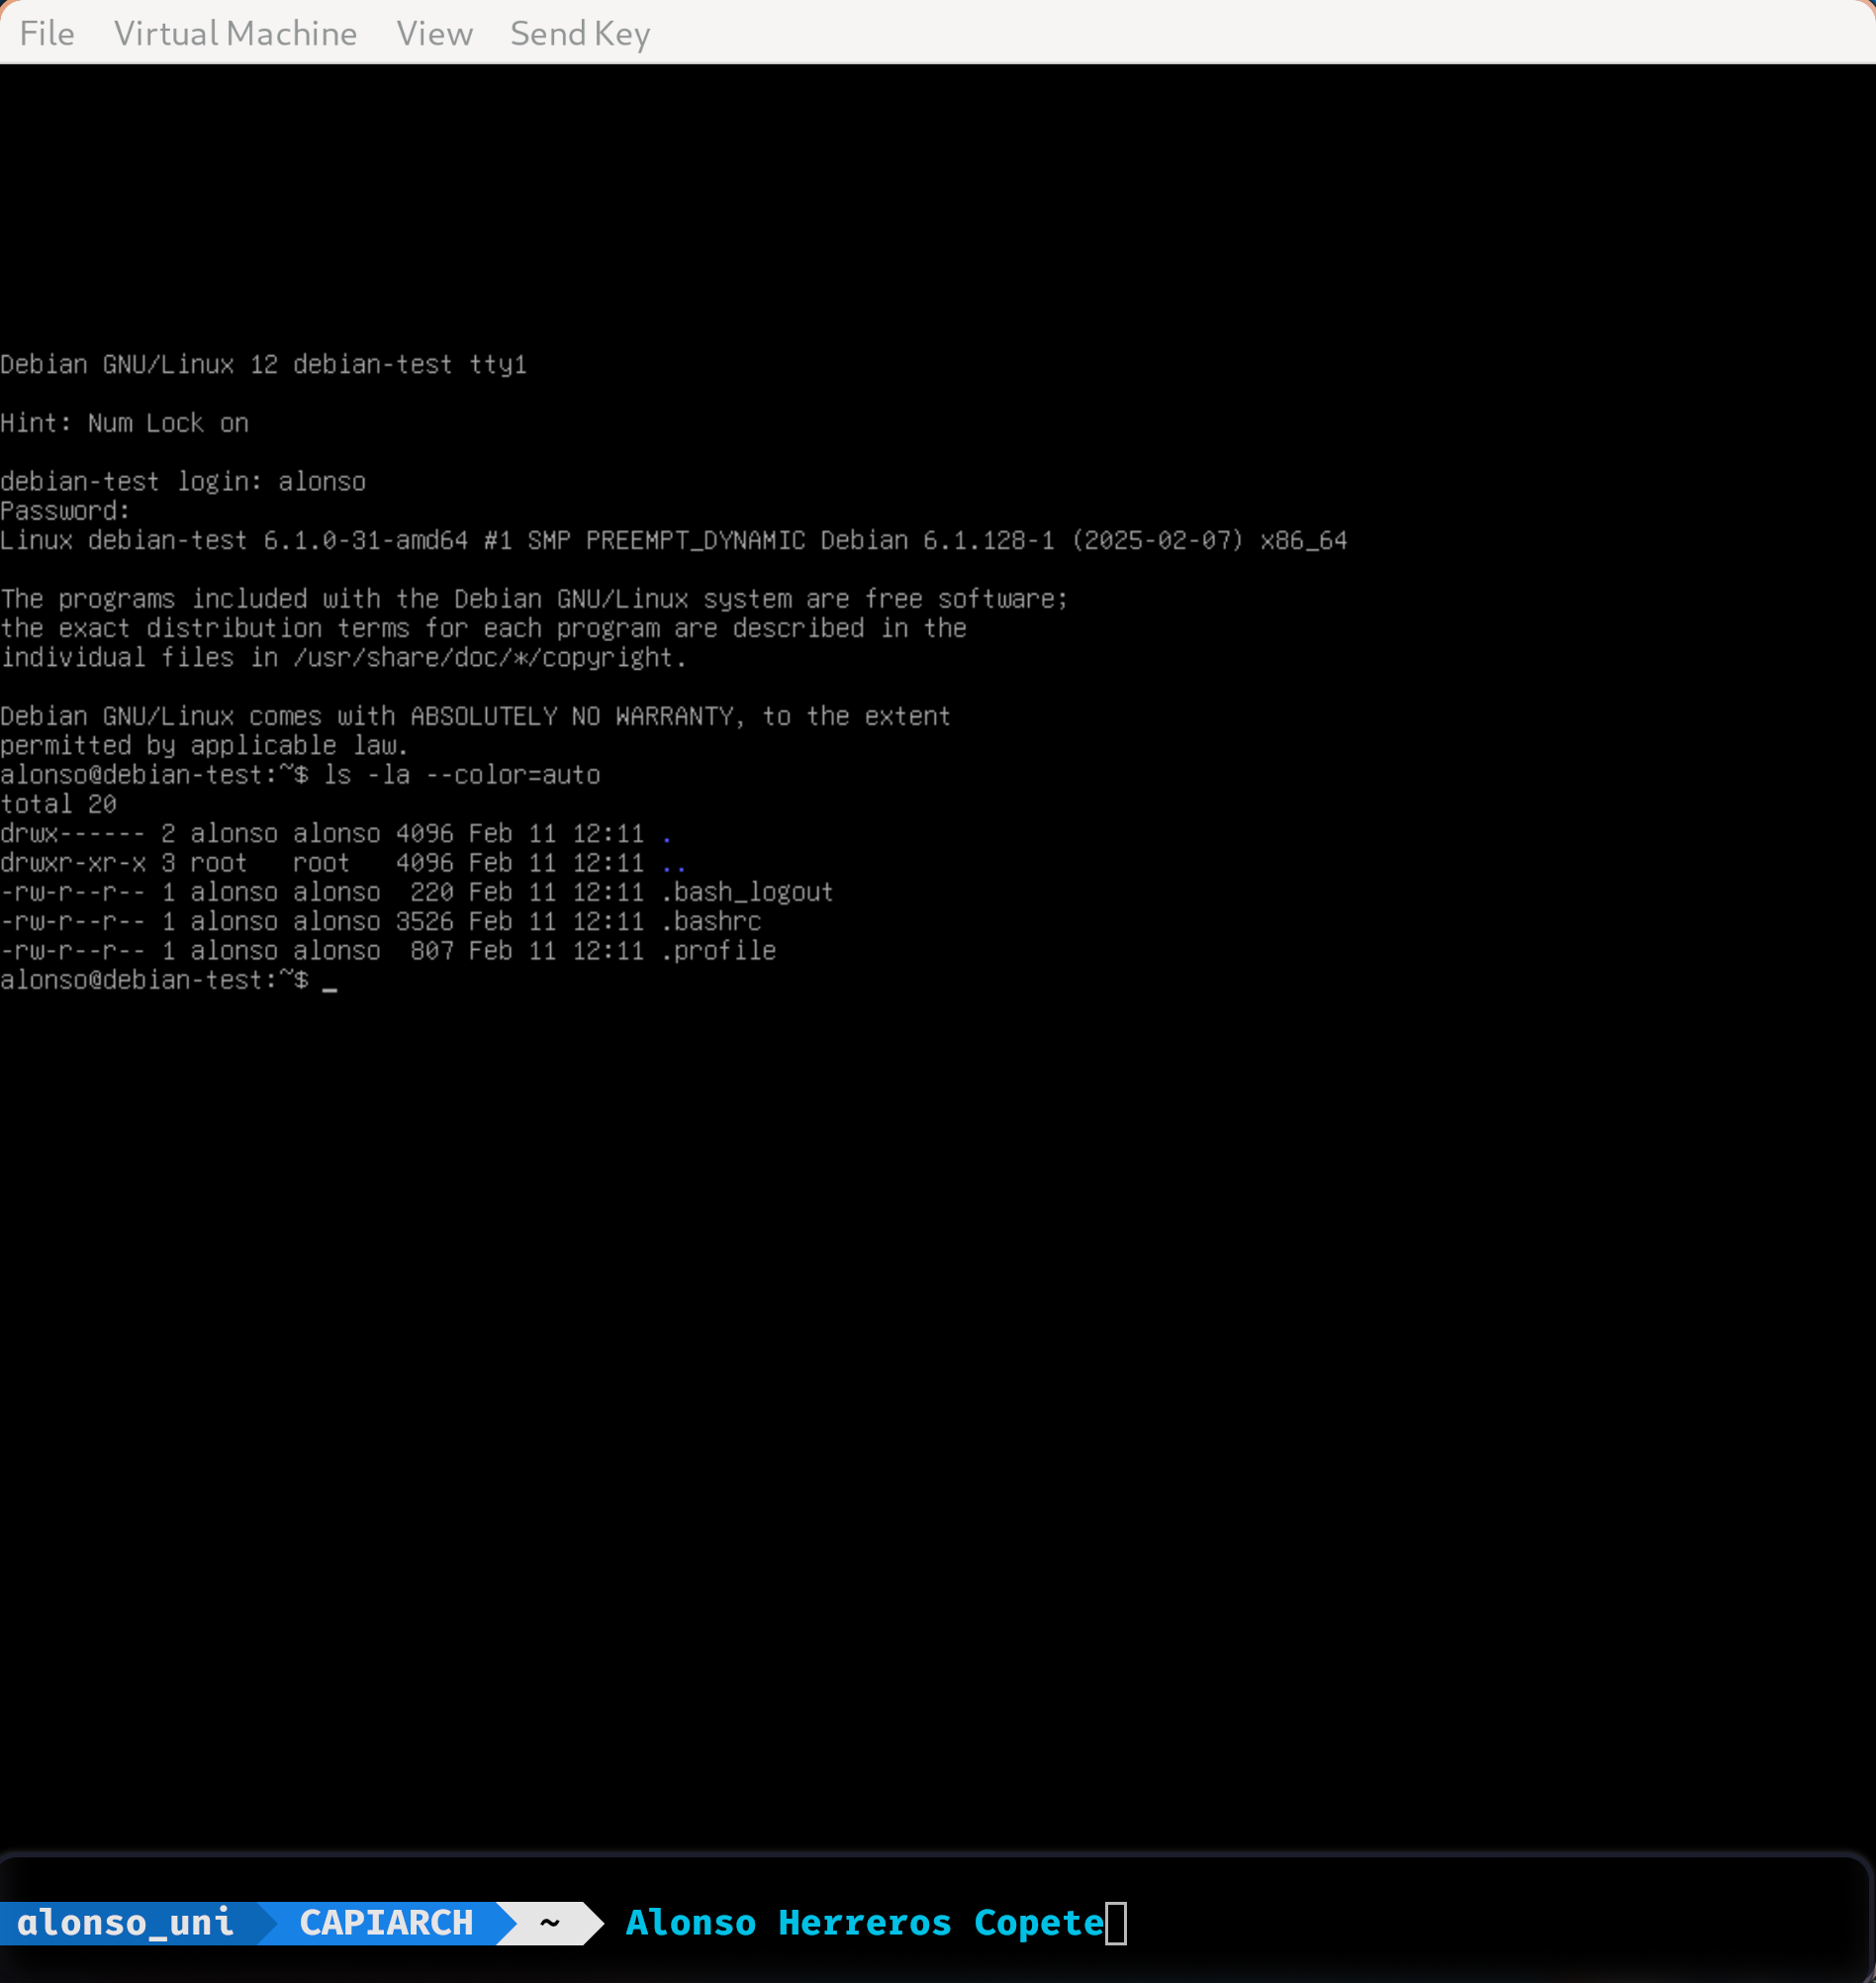 File Virtual Machine View Send Key
Debian GNU/Linux 12 debian-test tty1
Hint: Num Lock on
debian-test login: alonso
Password:
Linux debian-test 6.1.0-31-amd64 #1 SMP PREEMPT_DYNAMIC Debian 6.1.128-1 (2025-02-07) x86_64
The programs included with the Debian GNU/Linux system are free software;
the exact distribution terms for each program are described in the
individual files in /usr/share/doc/*/copyright.
Debian GNU/Linux comes with ABSOLUTELY NO WARRANTY, to the extent
permitted by applicable law.
alonso@debian-test:~$ ls -la --color=auto
total 20
drwx------ 2 alonso alonso 4096 Feb 11 12:11 .
drwxr-xr-x 3 root   root   4096 Feb 11 12:11 ..
-rw-r--r-- 1 alonso alonso  220 Feb 11 12:11 .bash_logout
-rw-r--r-- 1 alonso alonso 3526 Feb 11 12:11 .bashrc
-rw-r--r-- 1 alonso alonso  807 Feb 11 12:11 .profile
alonso@debian-test:~$ _
alonso_uni CAPIARCH ~ Alonso Herreros Copete